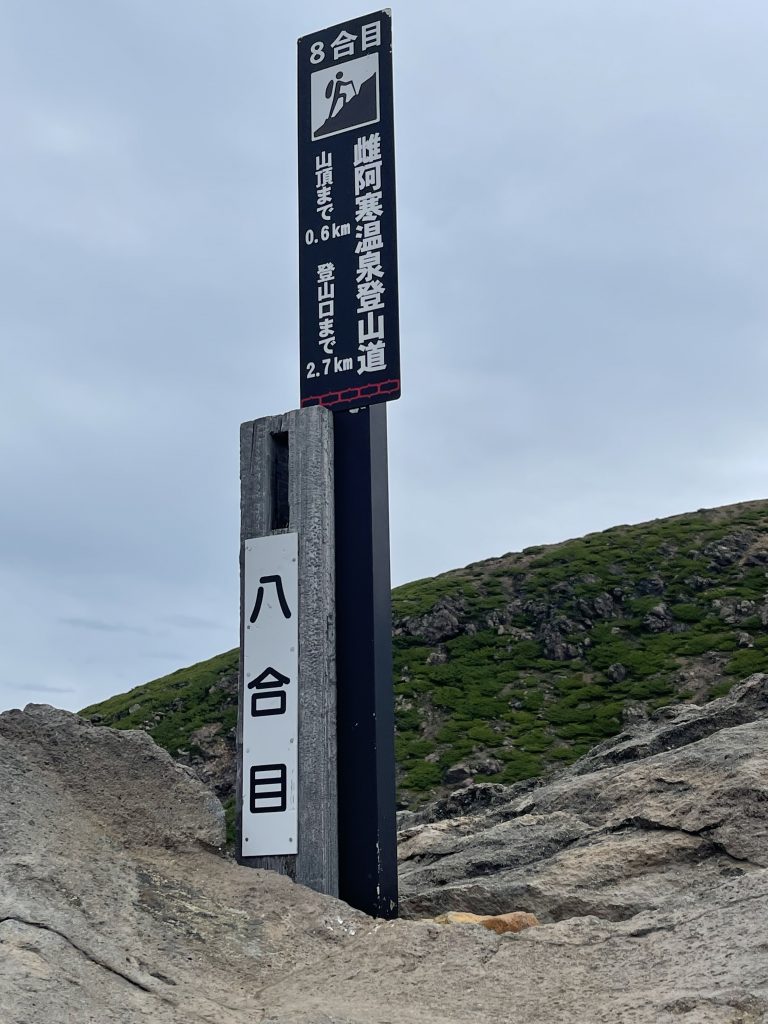 8合目
雌阿寒温泉登山道
山頂まで
0.6km
登山口まで
2.7km
八合目